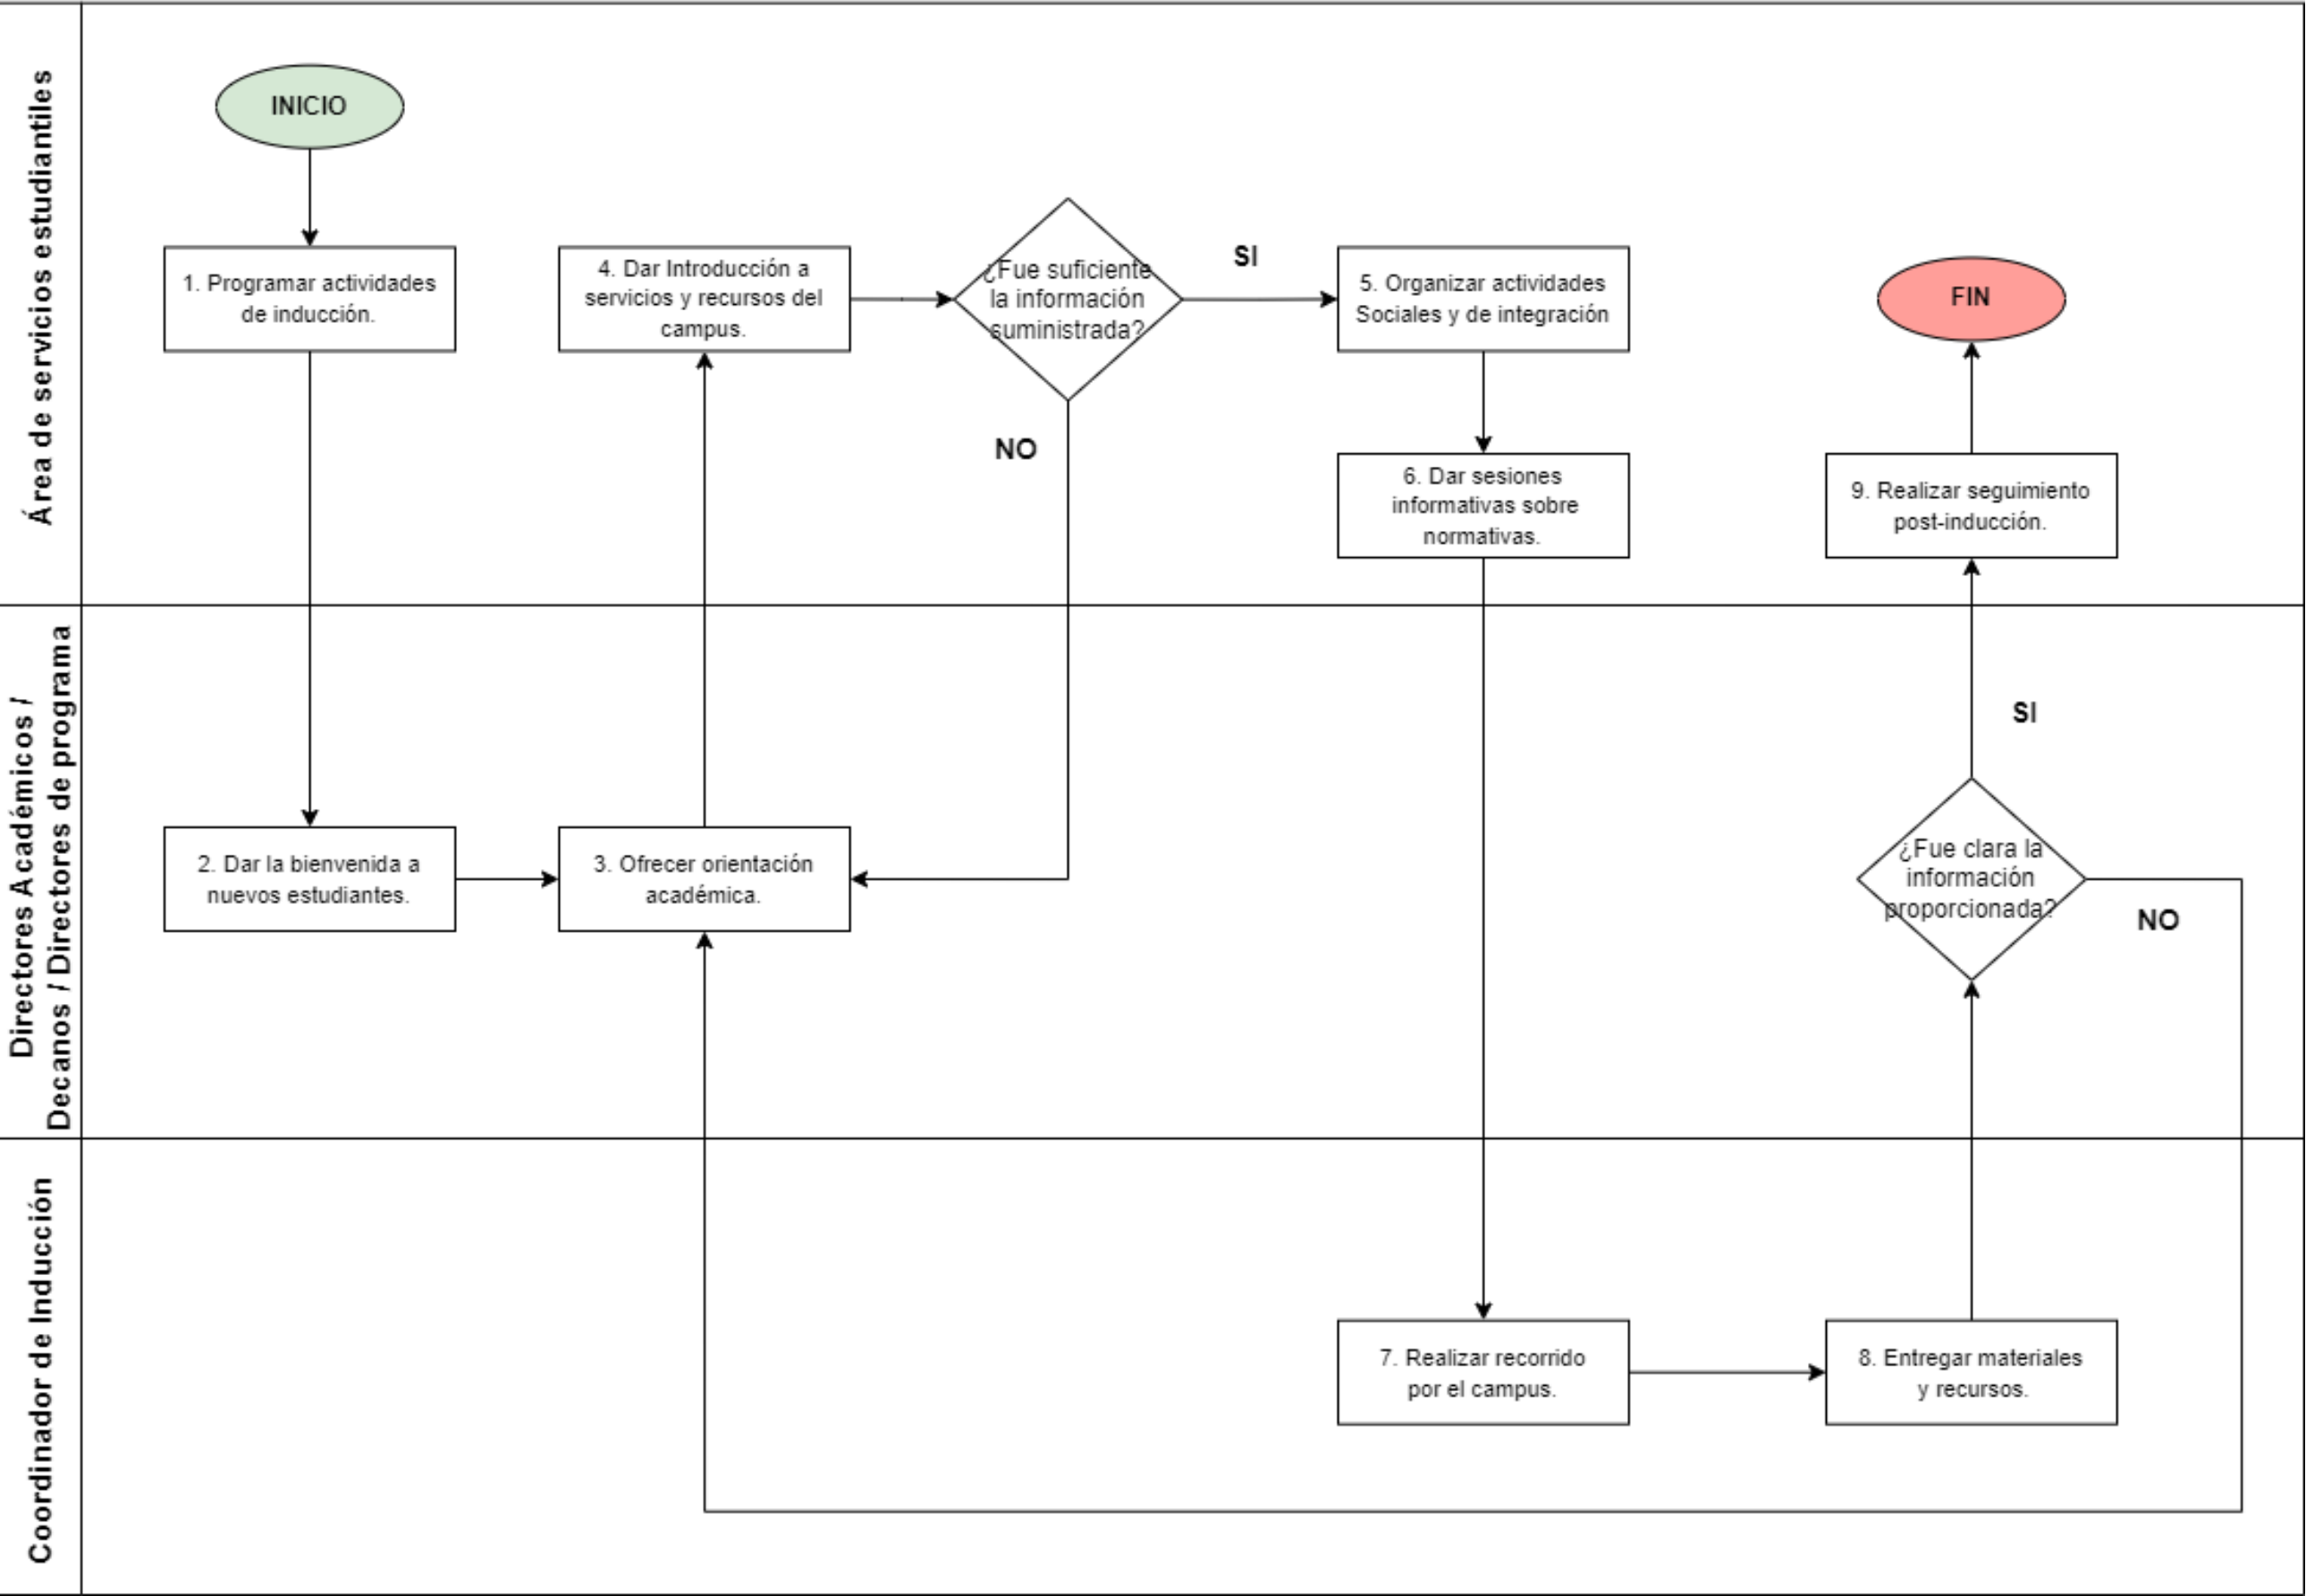 Área de servicios estudiantiles
INICIO
1. Programar actividades
de inducción.
4. Dar Introducción a
servicios y recursos del
campus.
¿Fue suficiente
la información
suministrada?
SI
NO
5. Organizar actividades
Sociales y de integración
6. Dar sesiones
informativas sobre
normativas.
FIN
9. Realizar seguimiento
post-inducción.
Directores Académicos /
Decanos / Directores de programa
2. Dar la bienvenida a
nuevos estudiantes.
3. Ofrecer orientación
académica.
SI
¿Fue clara la
información
proporcionada?
NO
Coordinador de Inducción
7. Realizar recorrido
por el campus.
8. Entregar materiales
y recursos.